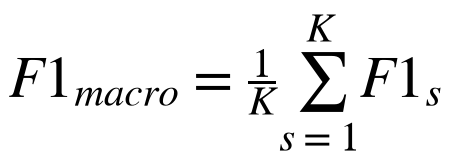 F1_{macro} = \frac{1}{K} \sum_{s=1}^{K} F1_s